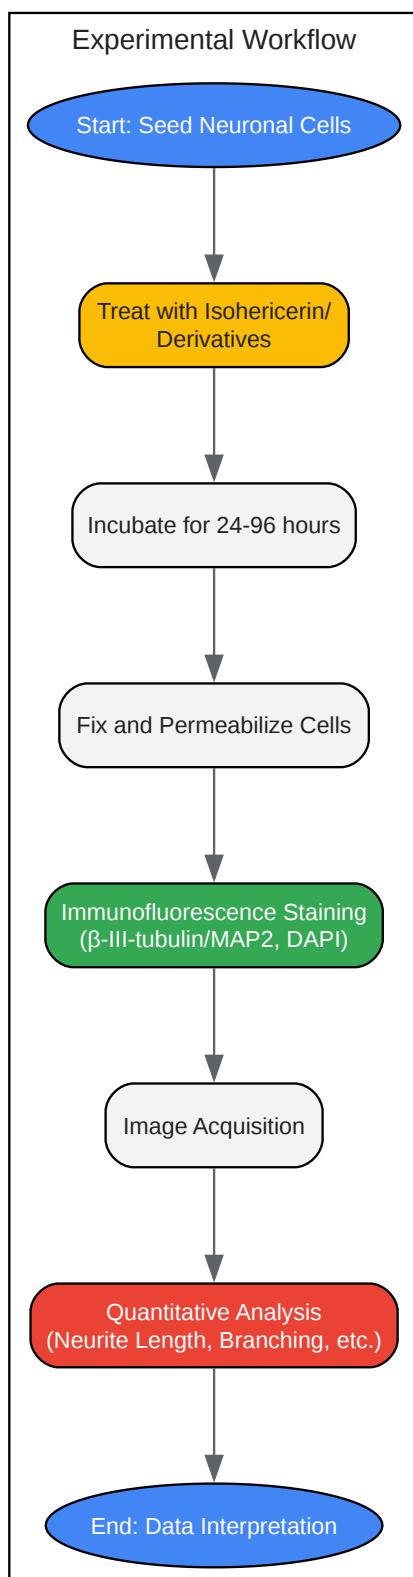 Experimental Workflow
Start: Seed Neuronal Cells
Treat with Isohericerin/
Derivatives
Incubate for 24-96 hours
Fix and Permeabilize Cells
Immunofluorescence Staining
(β-III-tubulin/MAP2, DAPI)
Image Acquisition
Quantitative Analysis
(Neurite Length, Branching, etc.)
End: Data Interpretation